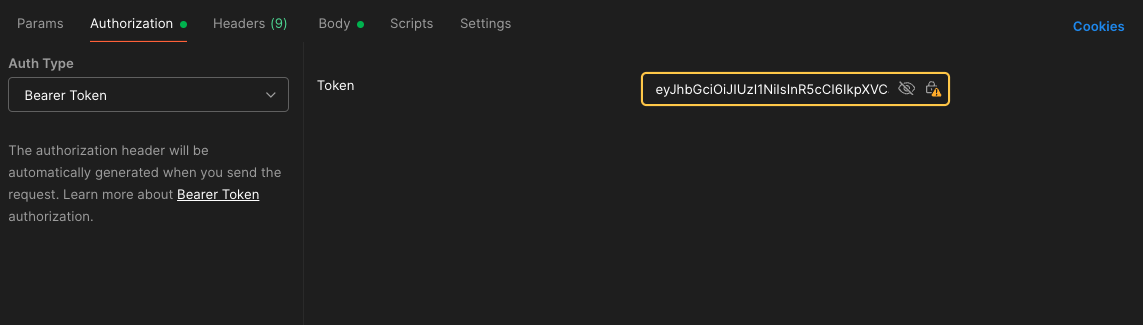 Params Authorization Headers (9) Body Scripts Settings Cookies
Auth Type
Bearer Token
The authorization header will be
automatically generated when you send the
request. Learn more about Bearer Token
authorization.
Token eyJhbGciOiJIUzI1NiIsInR5cCI6IkpXVC